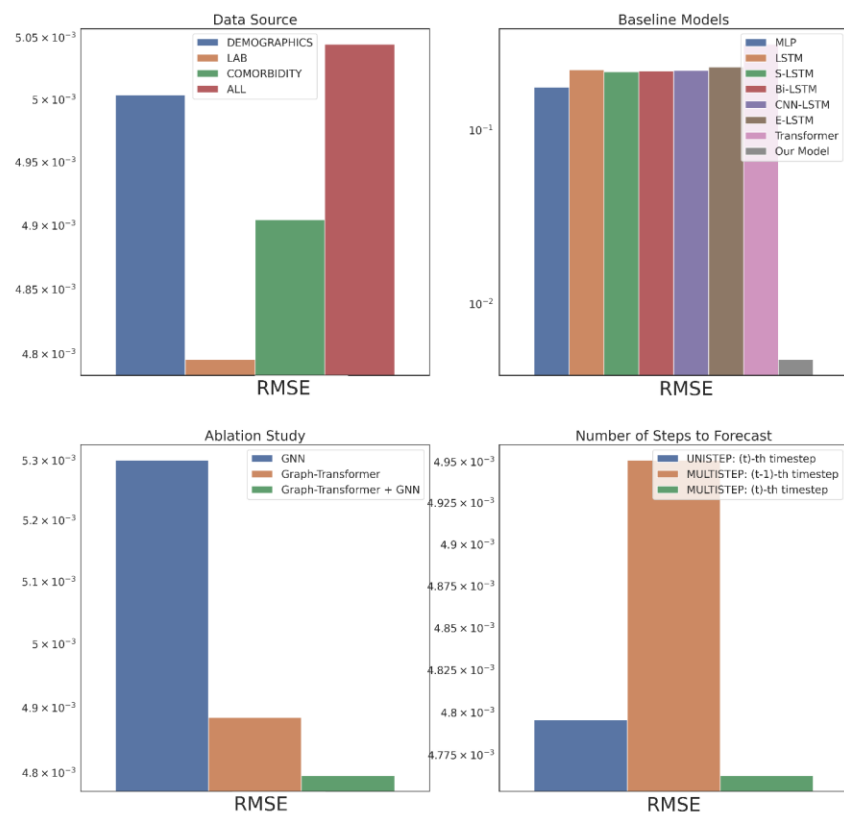 Data Source
5.05 × 10⁻³
5 × 10⁻³
4.95 × 10⁻³
4.9 × 10⁻³
4.85 × 10⁻³
4.8 × 10⁻³
DEMOGRAPHICS
LAB
COMORBIDITY
ALL
RMSE
Baseline Models
10⁻¹
10⁻²
MLP
LSTM
S-LSTM
Bi-LSTM
CNN-LSTM
E-LSTM
Transformer
Our Model
RMSE
Ablation Study
5.3 × 10⁻³
5.2 × 10⁻³
5.1 × 10⁻³
5 × 10⁻³
4.9 × 10⁻³
4.8 × 10⁻³
GNN
Graph-Transformer
Graph-Transformer + GNN
RMSE
Number of Steps to Forecast
4.95 × 10⁻³
4.925 × 10⁻³
4.9 × 10⁻³
4.875 × 10⁻³
4.85 × 10⁻³
4.825 × 10⁻³
4.8 × 10⁻³
4.775 × 10⁻³
UNISTEP: (t)-th timestep
MULTISTEP: (t-1)-th timestep
MULTISTEP: (t)-th timestep
RMSE